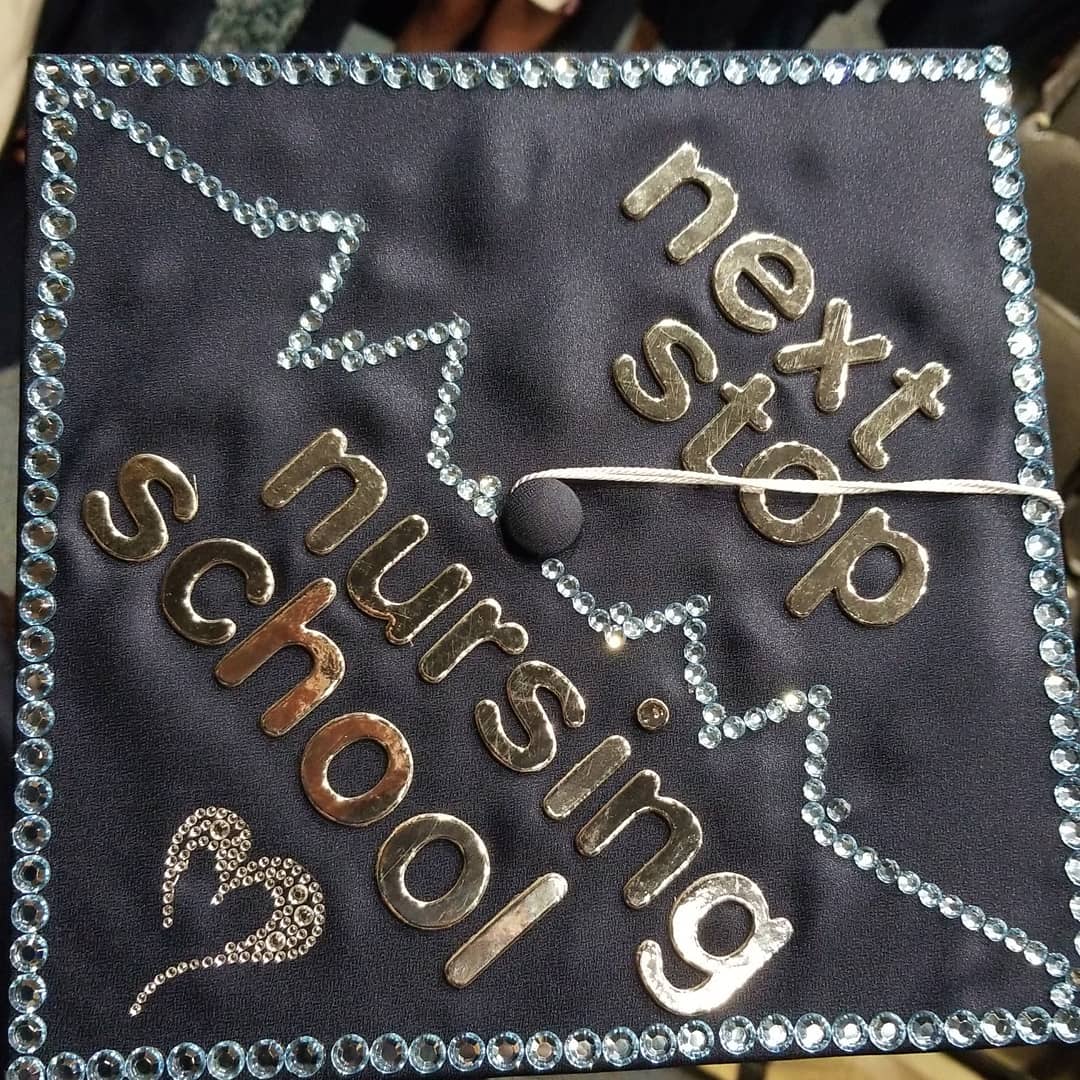 next
stop
nursing
school